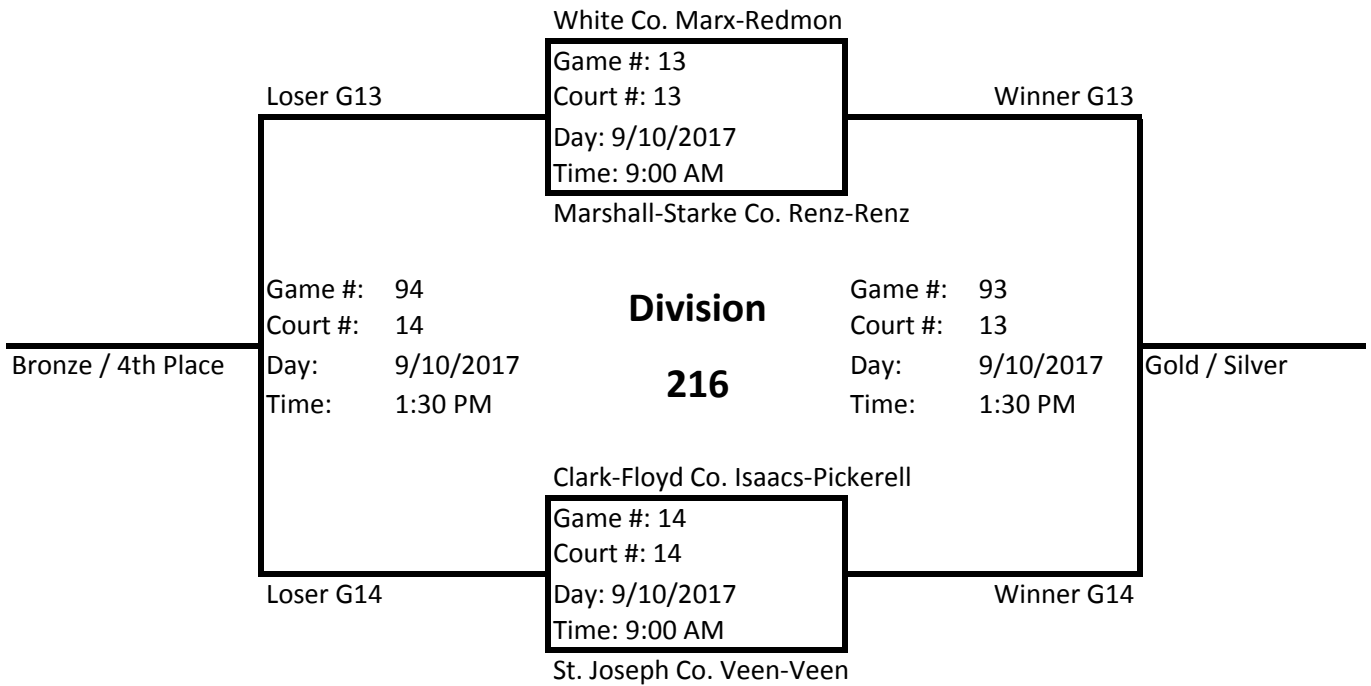 White Co. Marx-Redmon
Game #: 13
Loser G13 Court #: 13 Winner G13
Day: 9/10/2017
Time: 9:00 AM
Marshall-Starke Co. Renz-Renz
Game #: 94
Court #: 14
Day: 9/10/2017
Time: 1:30 PM
Bronze / 4th Place
Division
216
Game #: 93
Court #: 13
Day: 9/10/2017
Time: 1:30 PM
Gold / Silver
Clark-Floyd Co. Isaacs-Pickerell
Game #: 14
Court #: 14
Loser G14 Day: 9/10/2017 Winner G14
Time: 9:00 AM
St. Joseph Co. Veen-Veen